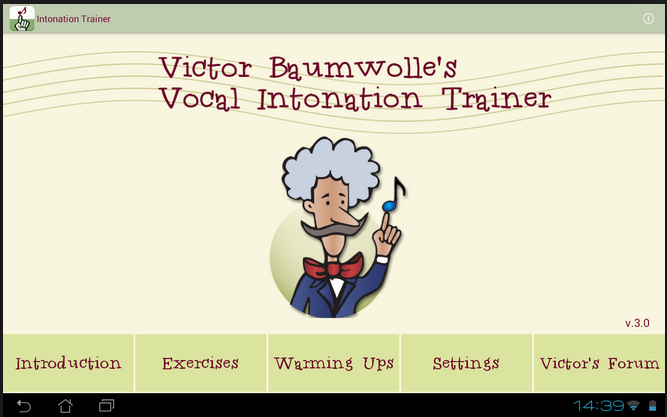 Intonation Trainer
Victor Baumwolle's
Vocal Intonation Trainer
v.3.0
Introduction
Exercises
Warming Ups
Settings
Victor's Forum
14:39